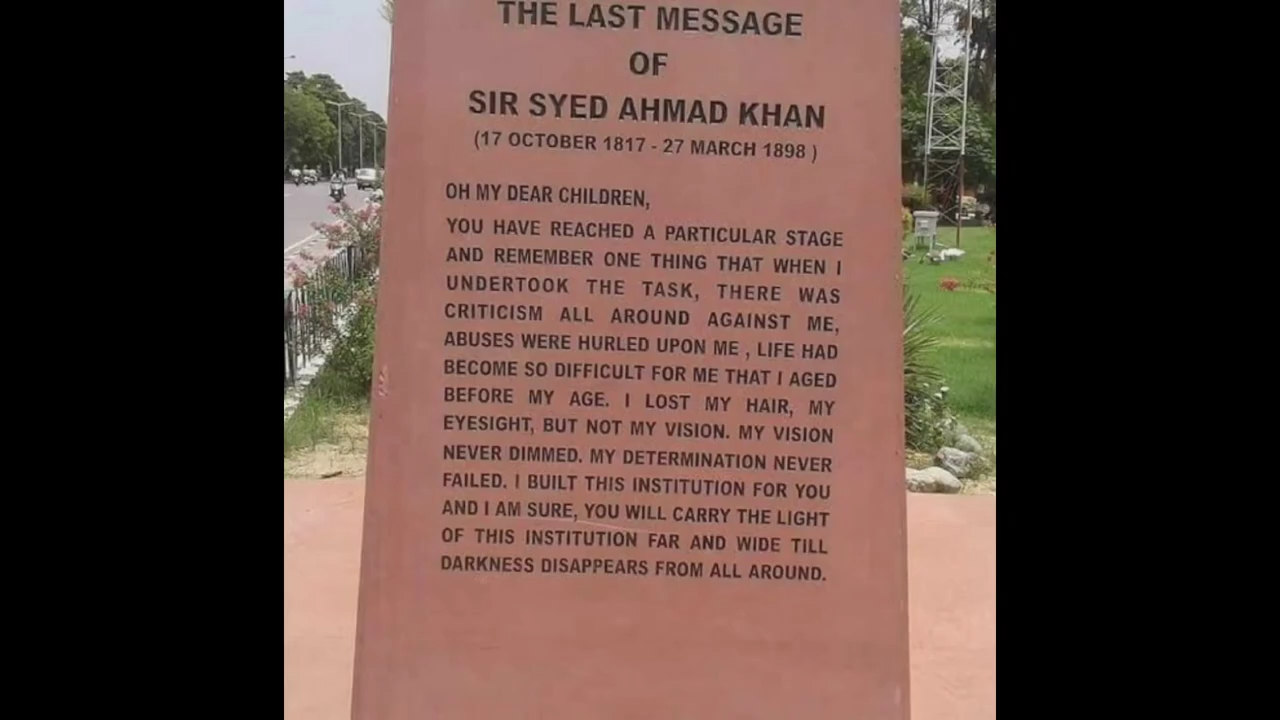 THE LAST MESSAGE
OF
SIR SYED AHMAD KHAN
(17 OCTOBER 1817 - 27 MARCH 1898 )
OH MY DEAR CHILDREN,
YOU HAVE REACHED A PARTICULAR STAGE
AND REMEMBER ONE THING THAT WHEN I
UNDERTOOK THE TASK, THERE WAS
CRITICISM ALL AROUND AGAINST ME,
ABUSES WERE HURLED UPON ME , LIFE HAD
BECOME SO DIFFICULT FOR ME THAT I AGED
BEFORE MY AGE. I LOST MY HAIR, MY
EYESIGHT, BUT NOT MY VISION. MY VISION
NEVER DIMMED. MY DETERMINATION NEVER
FAILED. I BUILT THIS INSTITUTION FOR YOU
AND I AM SURE, YOU WILL CARRY THE LIGHT
OF THIS INSTITUTION FAR AND WIDE TILL
DARKNESS DISAPPEARS FROM ALL AROUND.